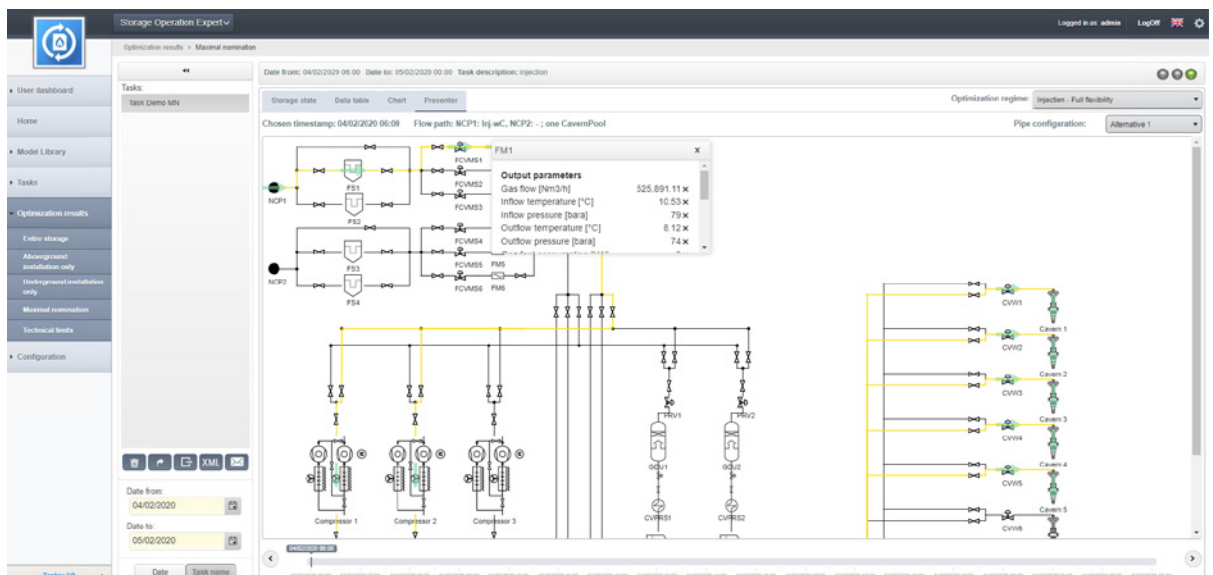 Storage Operation Expert
Logged in as: admin LogOff
Optimization results > Maximal nomination
Date from: 04/02/2020 06:00 Date to: 05/02/2020 00:00 Task description: Injection
User dashboard
Home
Model Library
Tasks
Optimization results
Entire storage
Aboveground
installation only
Underground installation
only
Maximal nomination
Technical limits
Configuration
Tasks:
Task Demo MN
XML
Date from:
04/02/2020
Date to:
05/02/2020
Date Task name
Storage state Data table Chart Presenter
Optimization regime: Injection - Full flexibility
Chosen timestamp: 04/02/2020 06:00 Flow path: NCP1: Inj-wC, NCP2: - ; one CavernPool
Pipe configuration: Alternative 1
FM1 x
Output parameters
Gas flow [Nm3/h] 525,891.11 x
Inflow temperature [°C] 10.53 x
Inflow pressure [bara] 79 x
Outflow temperature [°C] 8.12 x
Outflow pressure [bara] 74 x
NCP1
FS1
FS2
FCVMS1
FCVMS2
FCVMS3
NCP2
FS3
FS4
FCVMS4
FCVMS5 FM5
FCVMS6 FM6
Compressor 1
Compressor 2
Compressor 3
PRV1
PRV2
GOU1
GOU2
CVPRS1
CVPRS2
CVW1
Cavern 1
CVW2
Cavern 2
CVW3
Cavern 3
CVW4
Cavern 4
CVW5
Cavern 5
CVW6
04/02/2020 06:00